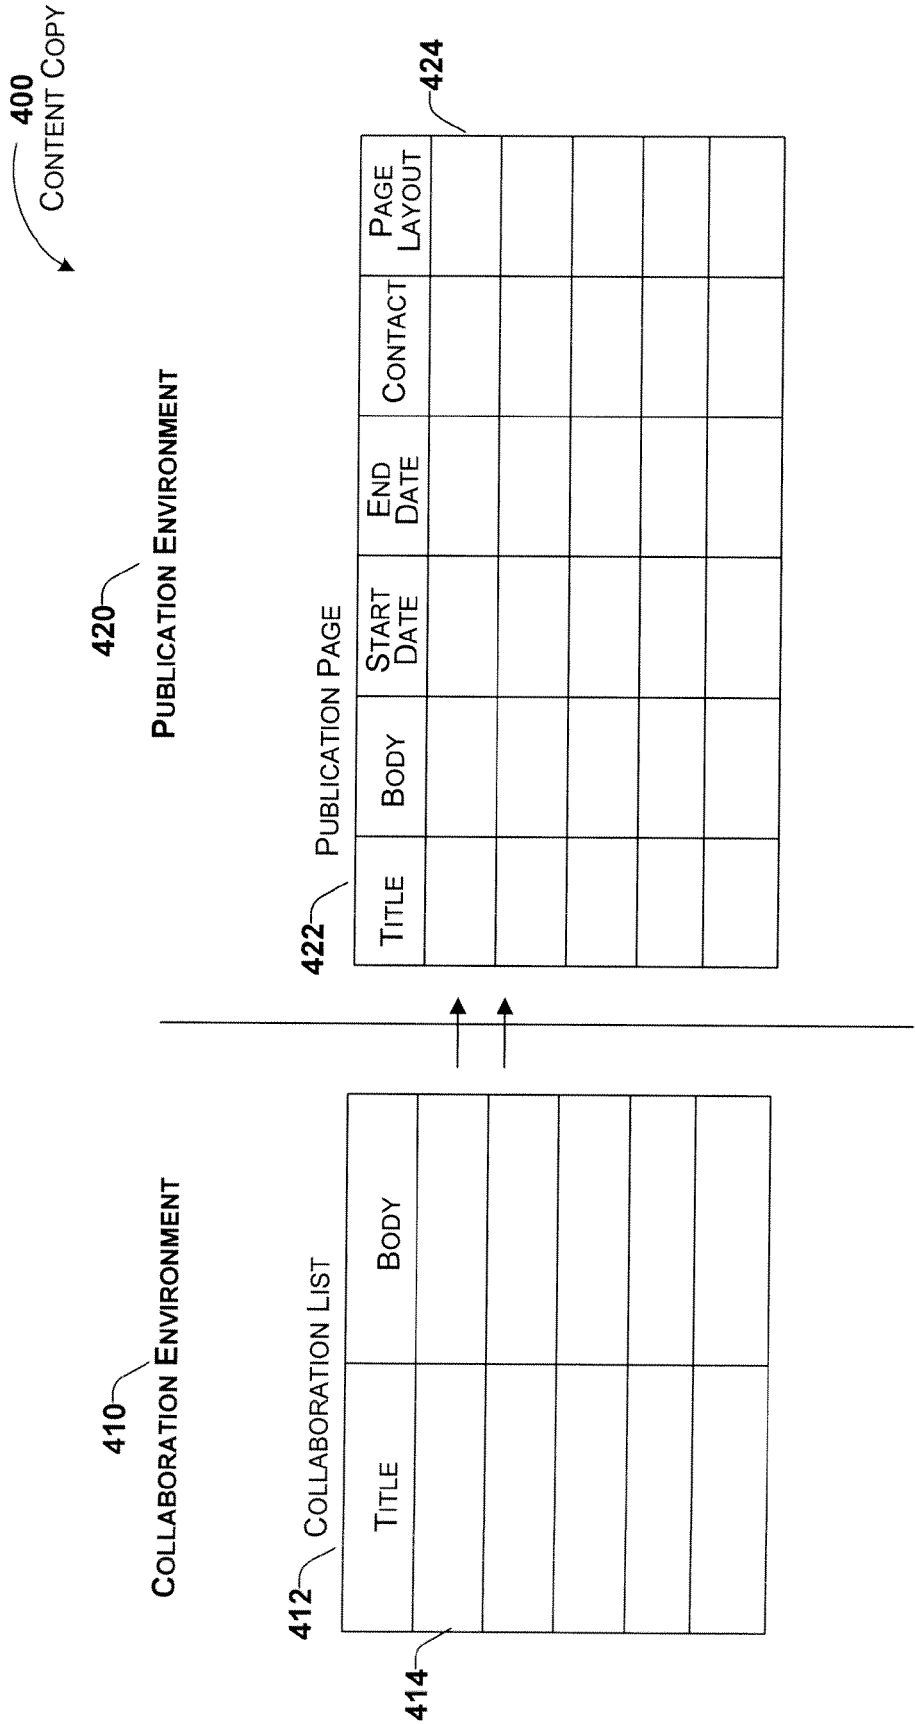 400
CONTENT COPY
410
COLLABORATION ENVIRONMENT
420
PUBLICATION ENVIRONMENT
412
COLLABORATION LIST
TITLE
BODY
414
422
PUBLICATION PAGE
TITLE
BODY
START
DATE
END
DATE
CONTACT
PAGE
LAYOUT
424